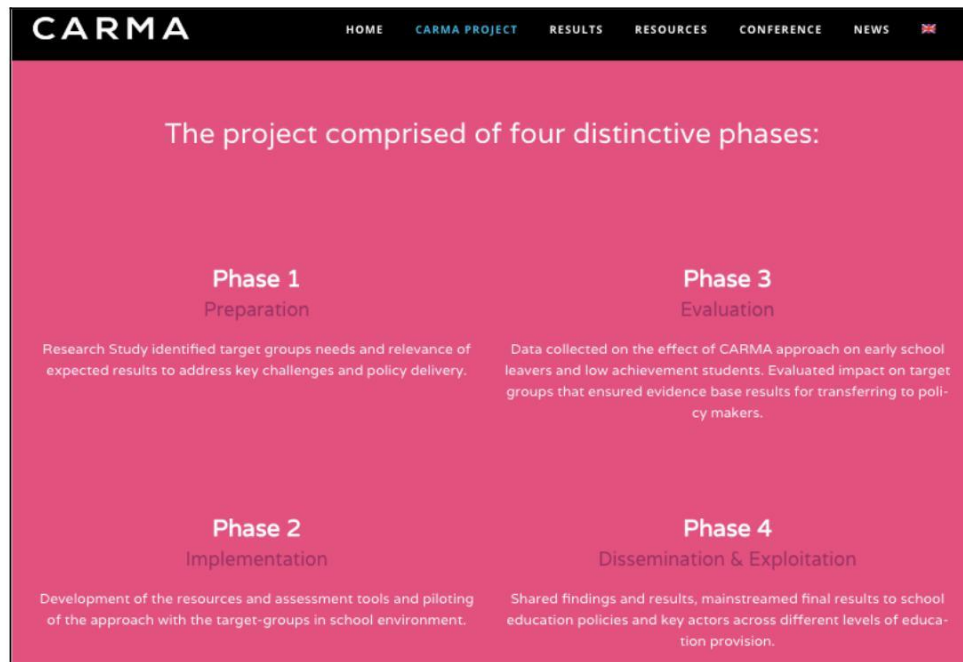 CARMA
HOME CARMA PROJECT RESULTS RESOURCES CONFERENCE NEWS
The project comprised of four distinctive phases:
Phase 1
Preparation
Research Study identified target groups needs and relevance of
expected results to address key challenges and policy delivery.
Phase 2
Implementation
Development of the resources and assessment tools and piloting
of the approach with the target-groups in school environment.
Phase 3
Evaluation
Data collected on the effect of CARMA approach on early school
leavers and low achievement students. Evaluated impact on target
groups that ensured evidence base results for transferring to poli-
cy makers.
Phase 4
Dissemination & Exploitation
Shared findings and results, mainstreamed final results to school
education policies and key actors across different levels of educa-
tion provision.